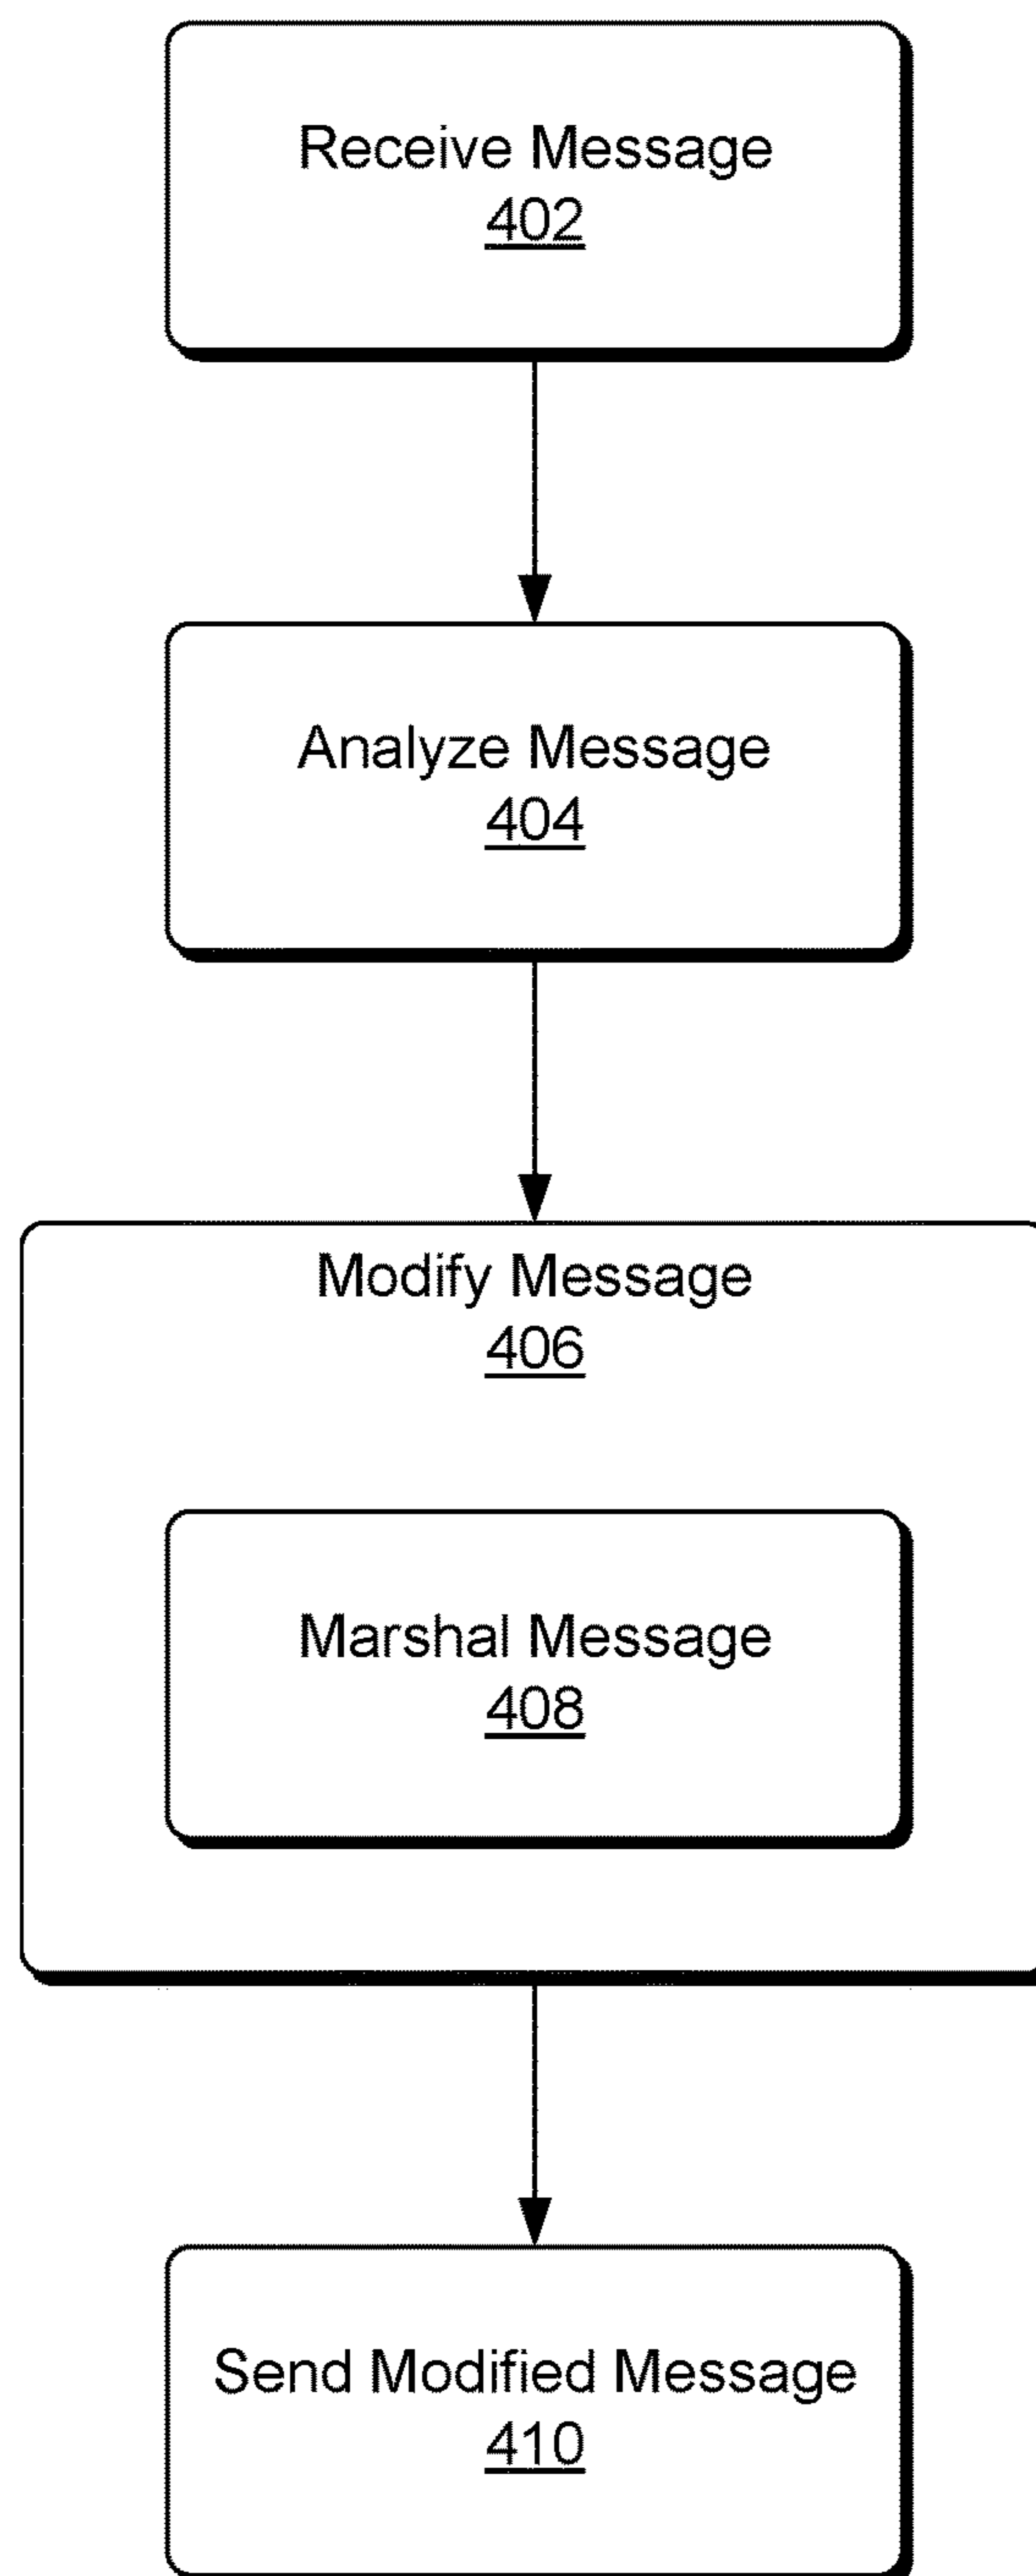 Receive Message
402
Analyze Message
404
Modify Message
406
Marshal Message
408
Send Modified Message
410